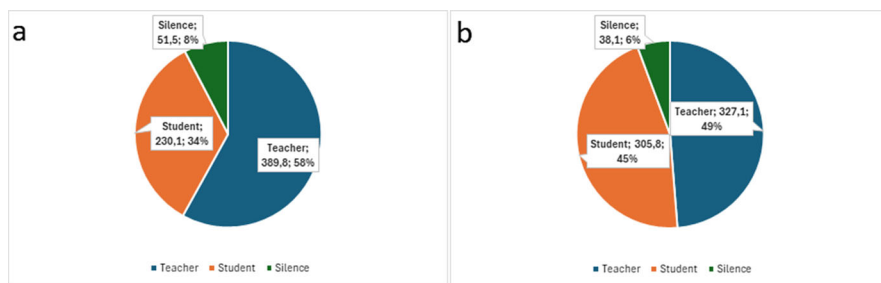 a
Silence;
51,5; 8%
Student;
230,1; 34%
Teacher;
389,8; 58%
Teacher Student Silence
b
Silence;
38,1; 6%
Teacher; 327,1;
49%
Student; 305,8;
45%
Teacher Student Silence